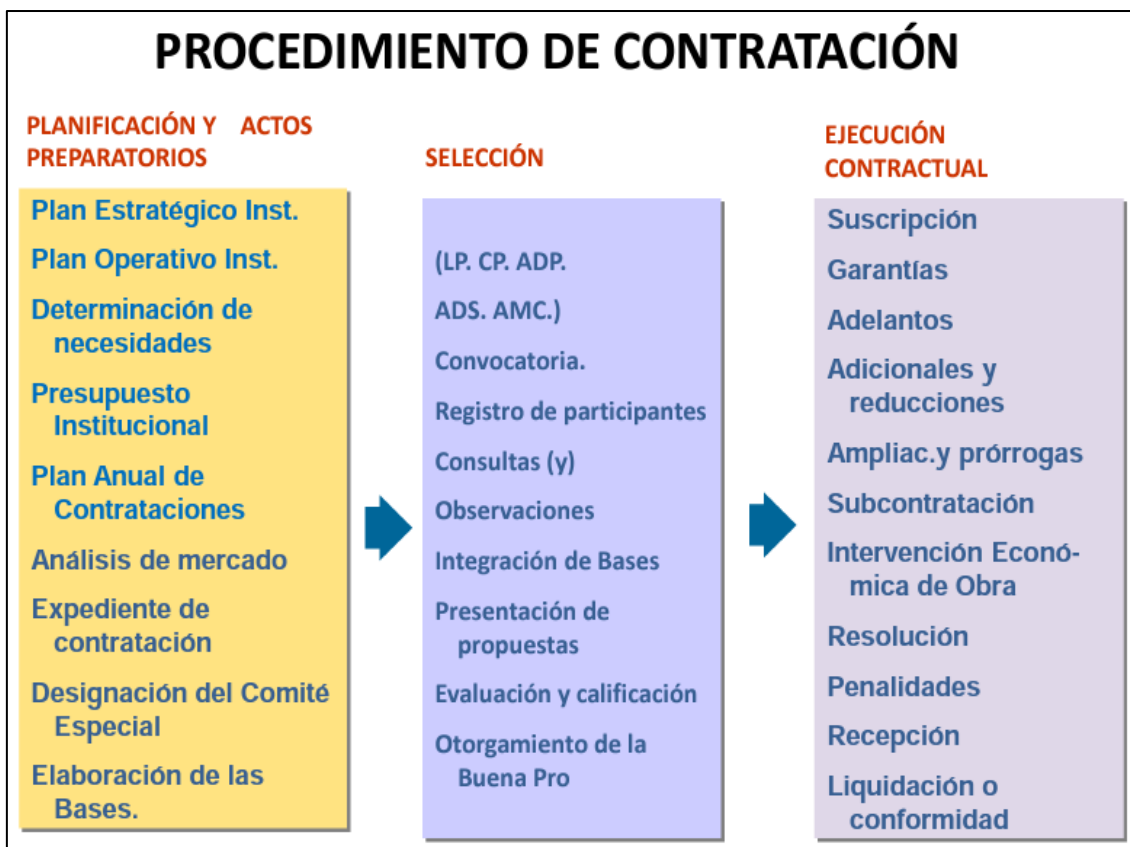 PROCEDIMIENTO DE CONTRATACIÓN
PLANIFICACIÓN Y ACTOS
PREPARATORIOS
Plan Estratégico Inst.
Plan Operativo Inst.
Determinación de
necesidades
Presupuesto
Institucional
Plan Anual de
Contrataciones
Análisis de mercado
Expediente de
contratación
Designación del Comité
Especial
Elaboración de las
Bases.
SELECCIÓN
(LP. CP. ADP.
ADS. AMC.)
Convocatoria.
Registro de participantes
Consultas (y)
Observaciones
Integración de Bases
Presentación de
propuestas
Evaluación y calificación
Otorgamiento de la
Buena Pro
EJECUCIÓN
CONTRACTUAL
Suscripción
Garantías
Adelantos
Adicionales y
reducciones
Ampliac.y prórrogas
Subcontratación
Intervención Econó-
mica de Obra
Resolución
Penalidades
Recepción
Liquidación o
conformidad